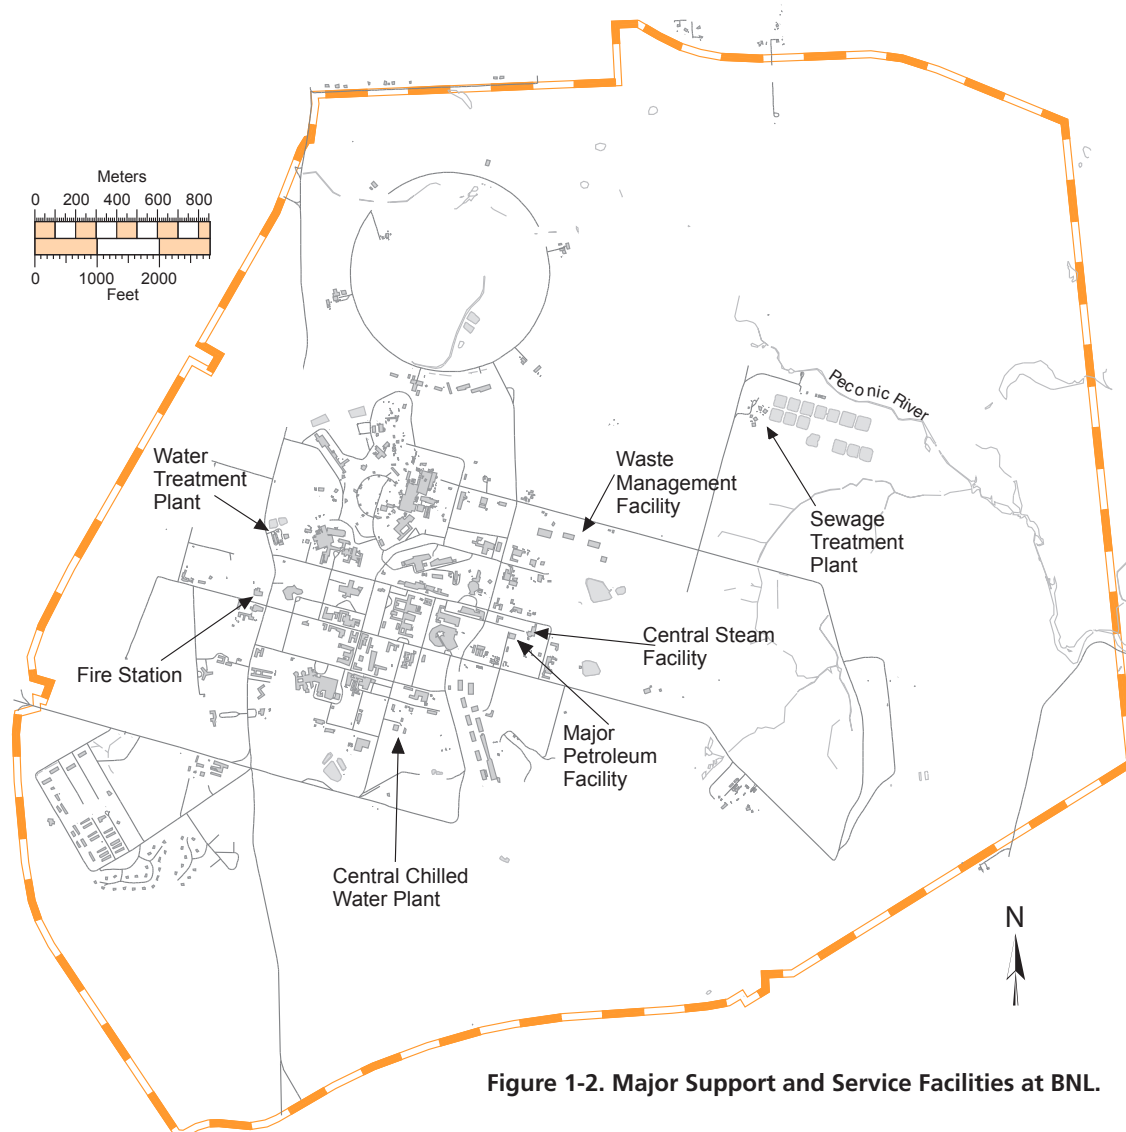 Meters
0 200 400 600 800
0 1000 2000
Feet
Peconic River
Water
Treatment
Plant
Waste
Management
Facility
Sewage
Treatment
Plant
Central Steam
Facility
Fire Station
Major
Petroleum
Facility
Central Chilled
Water Plant
N
Figure 1-2. Major Support and Service Facilities at BNL.